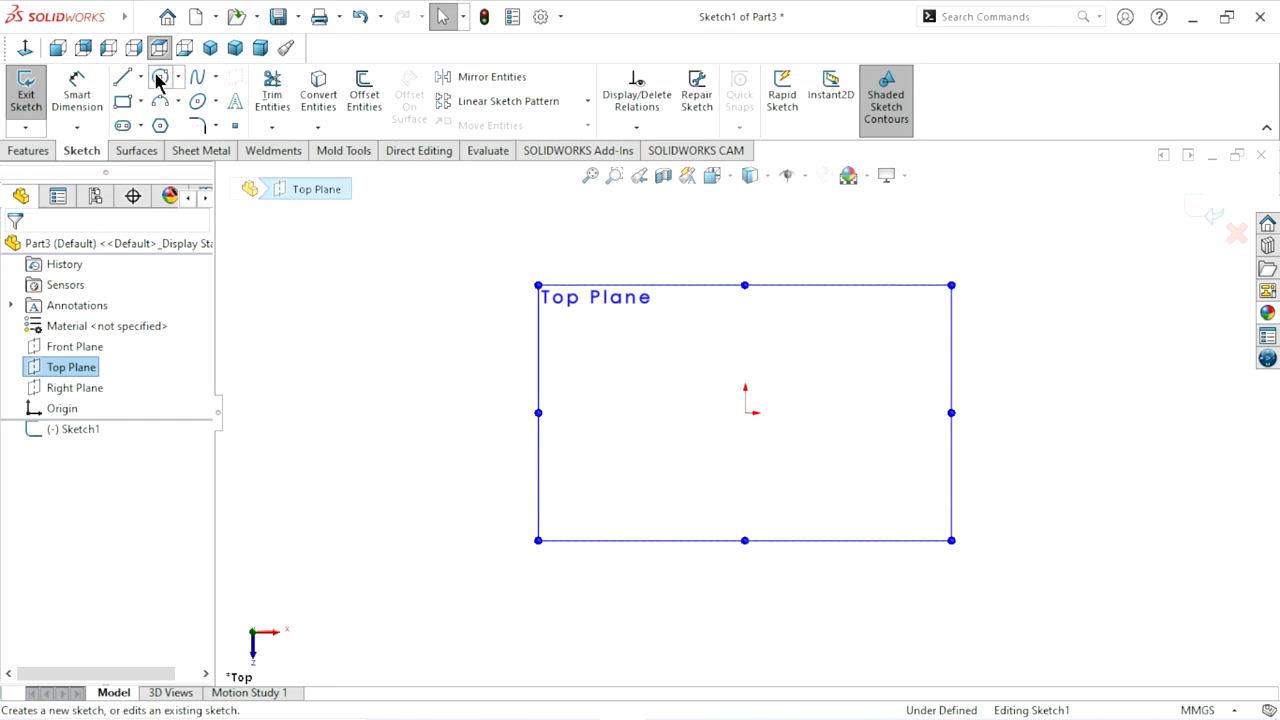 SOLIDWORKS
Sketch1 of Part3 *
Search Commands
Exit Sketch
Smart Dimension
Trim Entities
Convert Entities
Offset Entities
Offset On Surface
Mirror Entities
Linear Sketch Pattern
Move Entities
Display/Delete Relations
Repair Sketch
Quick Snaps
Rapid Sketch
Instant2D
Shaded Sketch Contours
Features
Sketch
Surfaces
Sheet Metal
Weldments
Mold Tools
Direct Editing
Evaluate
SOLIDWORKS Add-Ins
SOLIDWORKS CAM
Top Plane
Part3 (Default) <<Default>_Display Sta
History
Sensors
Annotations
Material <not specified>
Front Plane
Top Plane
Right Plane
Origin
(-) Sketch1
Top Plane
x
z
*Top
Model
3D Views
Motion Study 1
Creates a new sketch, or edits an existing sketch.
Under Defined
Editing Sketch1
MMGS